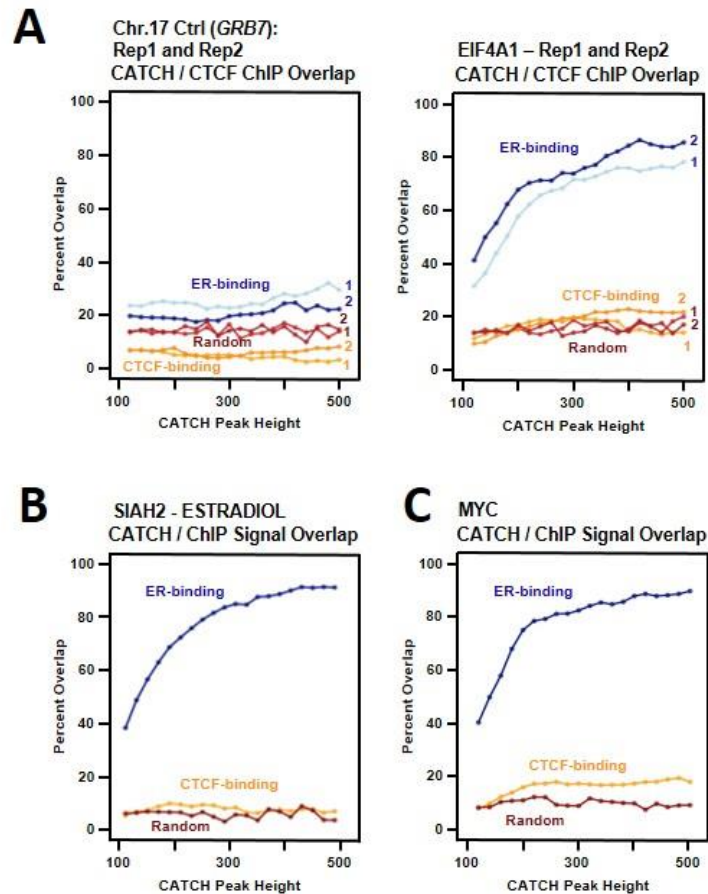 A
Chr.17 Ctrl (GRB7):
Rep1 and Rep2
CATCH / CTCF ChIP Overlap
100
80
60
40
20
0
Percent Overlap
ER-binding
1
2
2
1
Random
2
CTCF-binding
1
100
300
500
CATCH Peak Height
EIF4A1 – Rep1 and Rep2
CATCH / CTCF ChIP Overlap
100
80
60
40
20
0
Percent Overlap
ER-binding
2
1
CTCF-binding
2
1
2
Random
1
100
300
500
CATCH Peak Height
B
SIAH2 - ESTRADIOL
CATCH / ChIP Signal Overlap
100
80
60
40
20
0
Percent Overlap
ER-binding
CTCF-binding
Random
100
300
500
CATCH Peak Height
C
MYC
CATCH / ChIP Signal Overlap
100
80
60
40
20
0
Percent Overlap
ER-binding
CTCF-binding
Random
100
300
500
CATCH Peak Height